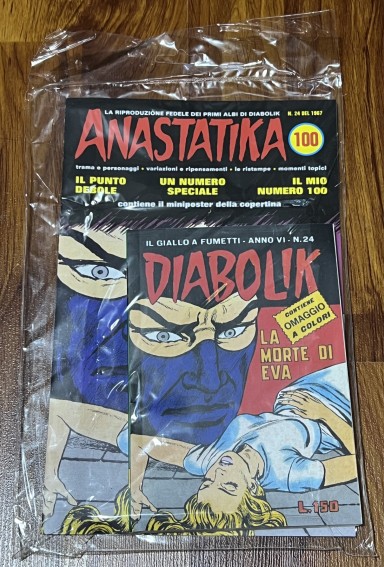 LA RIPRODUZIONE FEDELE DEI PRIMI ALBI DI DIABOLIK
N. 24 DEL 1967
ANASTATIKA
100
trama e personaggi • variazioni e ripensamenti • le ristampe • momenti topici
IL PUNTO DEBOLE
UN NUMERO SPECIALE
IL MIO NUMERO 100
contiene il miniposter della copertina
IL GIALLO A FUMETTI - ANNO VI - N. 24
DIABOLIK
CONTIENE
OMAGGIO
A COLORI
LA
MORTE DI
EVA
L. 150